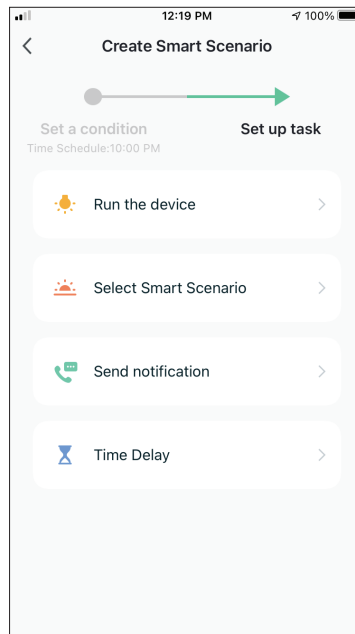 12:19 PM
100%
Create Smart Scenario
Set a condition
Set up task
Time Schedule:10:00 PM
Run the device
Select Smart Scenario
Send notification
Time Delay